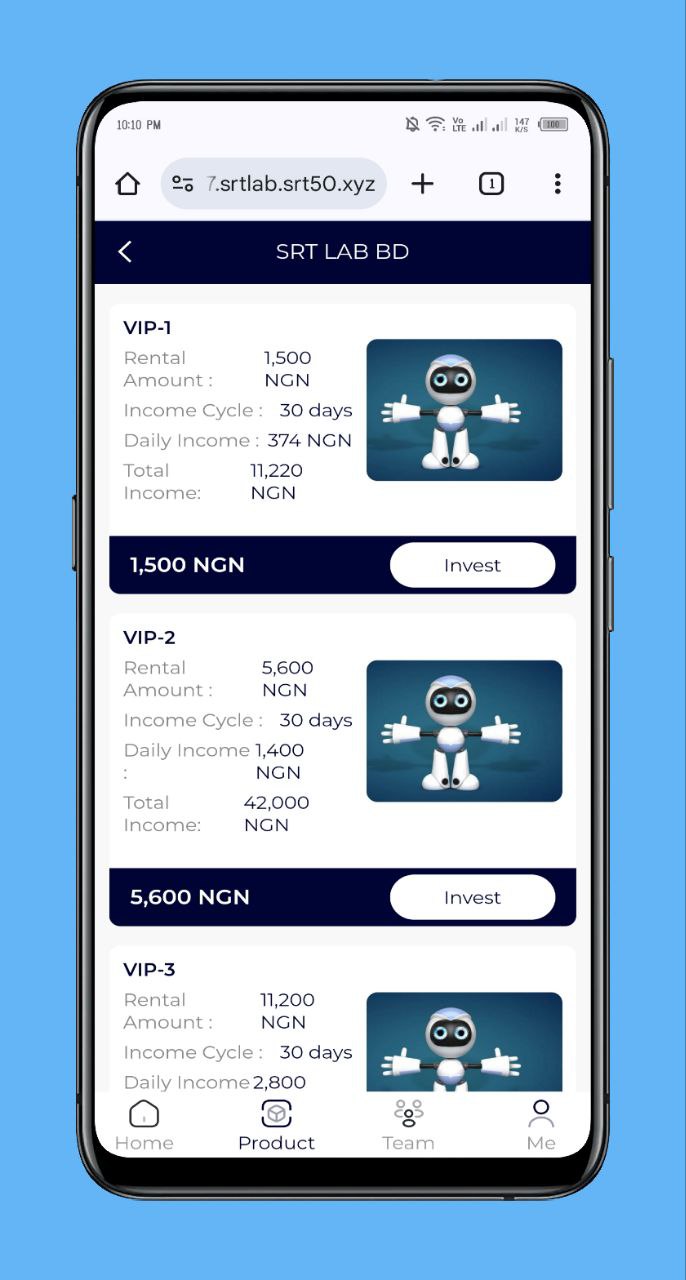 10:10 PM
Vo LTE
147 K/S
100
7.srtlab.srt50.xyz
1
SRT LAB BD
VIP-1
Rental Amount : 1,500 NGN
Income Cycle : 30 days
Daily Income : 374 NGN
Total Income: 11,220 NGN
1,500 NGN
Invest
VIP-2
Rental Amount : 5,600 NGN
Income Cycle : 30 days
Daily Income : 1,400 NGN
Total Income: 42,000 NGN
5,600 NGN
Invest
VIP-3
Rental Amount : 11,200 NGN
Income Cycle : 30 days
Daily Income 2,800
Home
Product
Team
Me